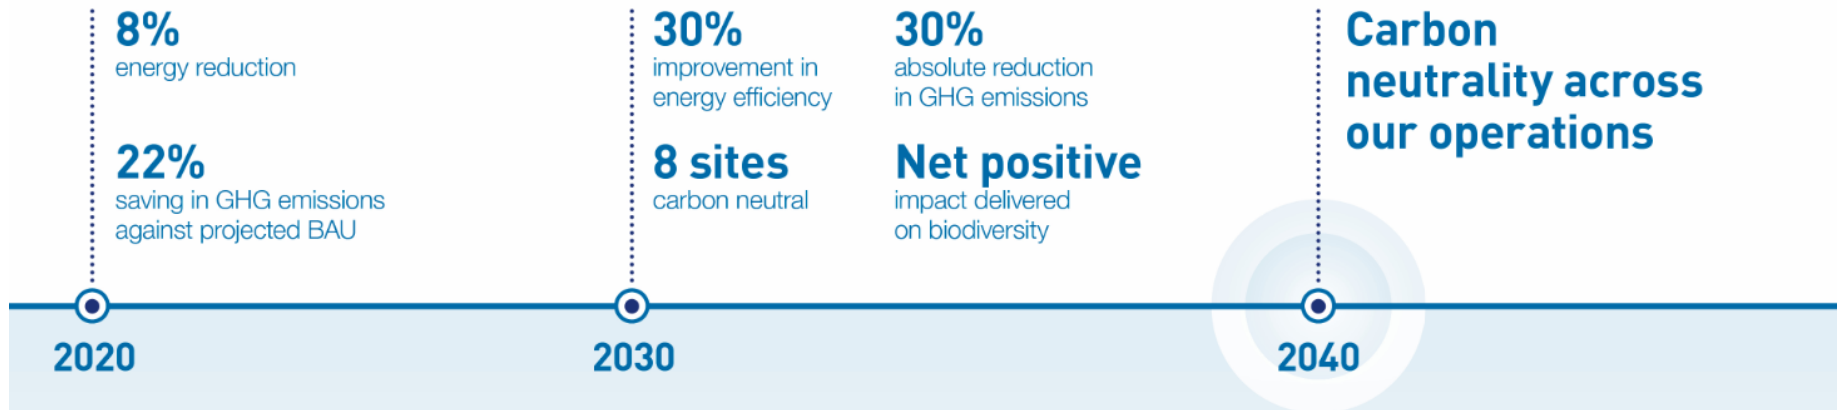 8%
energy reduction
22%
saving in GHG emissions
against projected BAU
30%
improvement in
energy efficiency
8 sites
carbon neutral
30%
absolute reduction
in GHG emissions
Net positive
impact delivered
on biodiversity
Carbon
neutrality across
our operations
2020
2030
2040